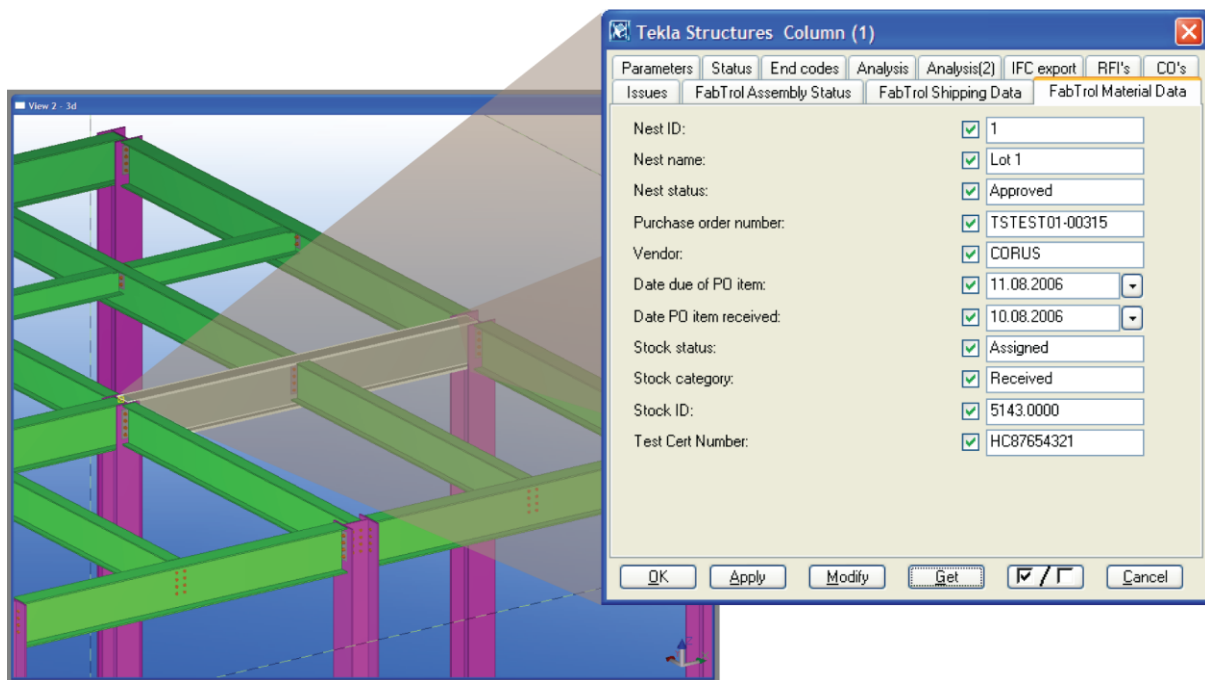 View 2 - 3d
Tekla Structures Column (1)
Parameters Status End codes Analysis Analysis(2) IFC export RFI's CO's
Issues FabTrol Assembly Status FabTrol Shipping Data FabTrol Material Data
Nest ID: 1
Nest name: Lot 1
Nest status: Approved
Purchase order number: TSTEST01-00315
Vendor: CORUS
Date due of PO item: 11.08.2006
Date PO item received: 10.08.2006
Stock status: Assigned
Stock category: Received
Stock ID: 5143.0000
Test Cert Number: HC87654321
OK Apply Modify Get / Cancel